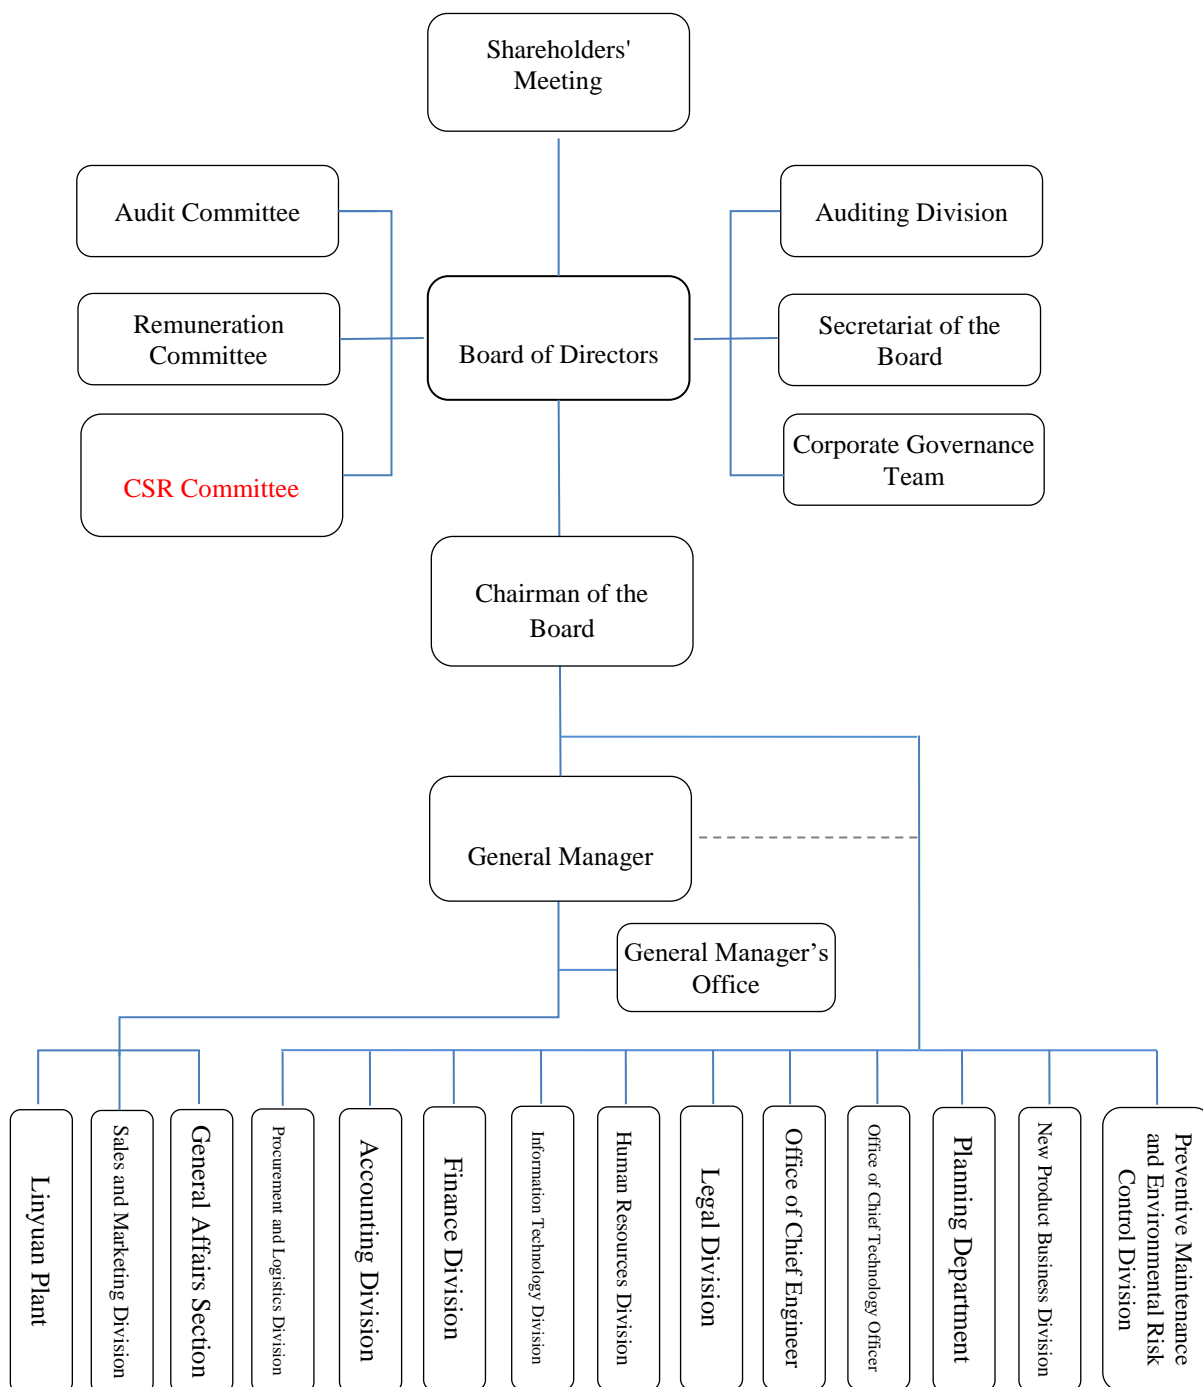 Shareholders'
Meeting
Audit Committee
Auditing Division
Remuneration
Committee
Board of Directors
Secretariat of the
Board
CSR Committee
Corporate Governance
Team
Chairman of the
Board
General Manager
General Manager’s
Office
Linyuan Plant
Sales and Marketing Division
General Affairs Section
Procurement and Logistics Division
Accounting Division
Finance Division
Information Technology Division
Human Resources Division
Legal Division
Office of Chief Engineer
Office of Chief Technology Officer
Planning Department
New Product Business Division
Preventive Maintenance
and Environmental Risk
Control Division